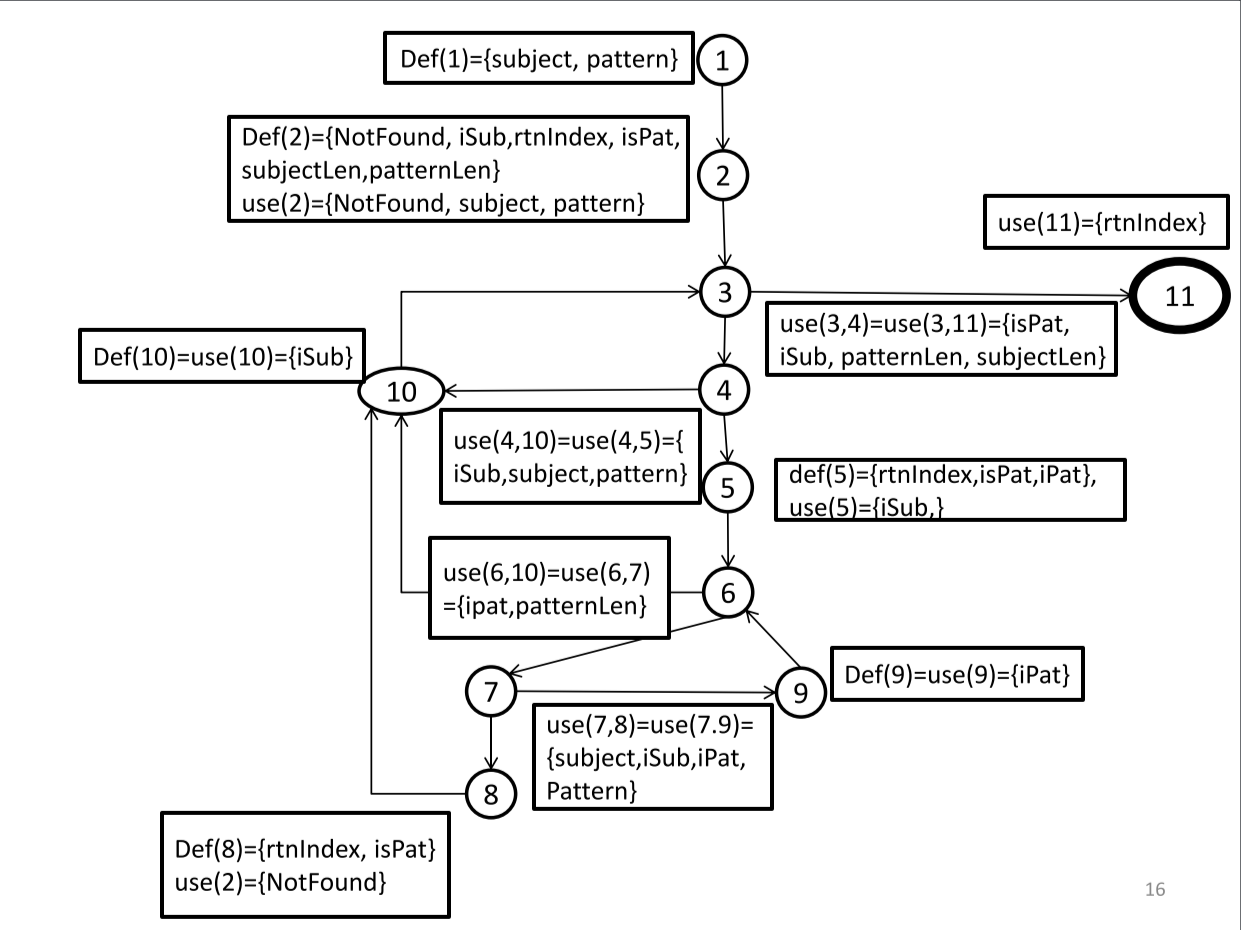 Def(1)={subject, pattern}
1
Def(2)={NotFound, iSub,rtnIndex, isPat,
subjectLen,patternLen}
use(2)={NotFound, subject, pattern}
2
use(11)={rtnIndex}
3
11
use(3,4)=use(3,11)={isPat,
iSub, patternLen, subjectLen}
Def(10)=use(10)={iSub}
10
4
use(4,10)=use(4,5)={
iSub,subject,pattern}
5
def(5)={rtnIndex,isPat,iPat},
use(5)={iSub,}
use(6,10)=use(6,7)
={ipat,patternLen}
6
7
9
Def(9)=use(9)={iPat}
use(7,8)=use(7.9)=
{subject,iSub,iPat,
Pattern}
8
Def(8)={rtnIndex, isPat}
use(2)={NotFound}
16